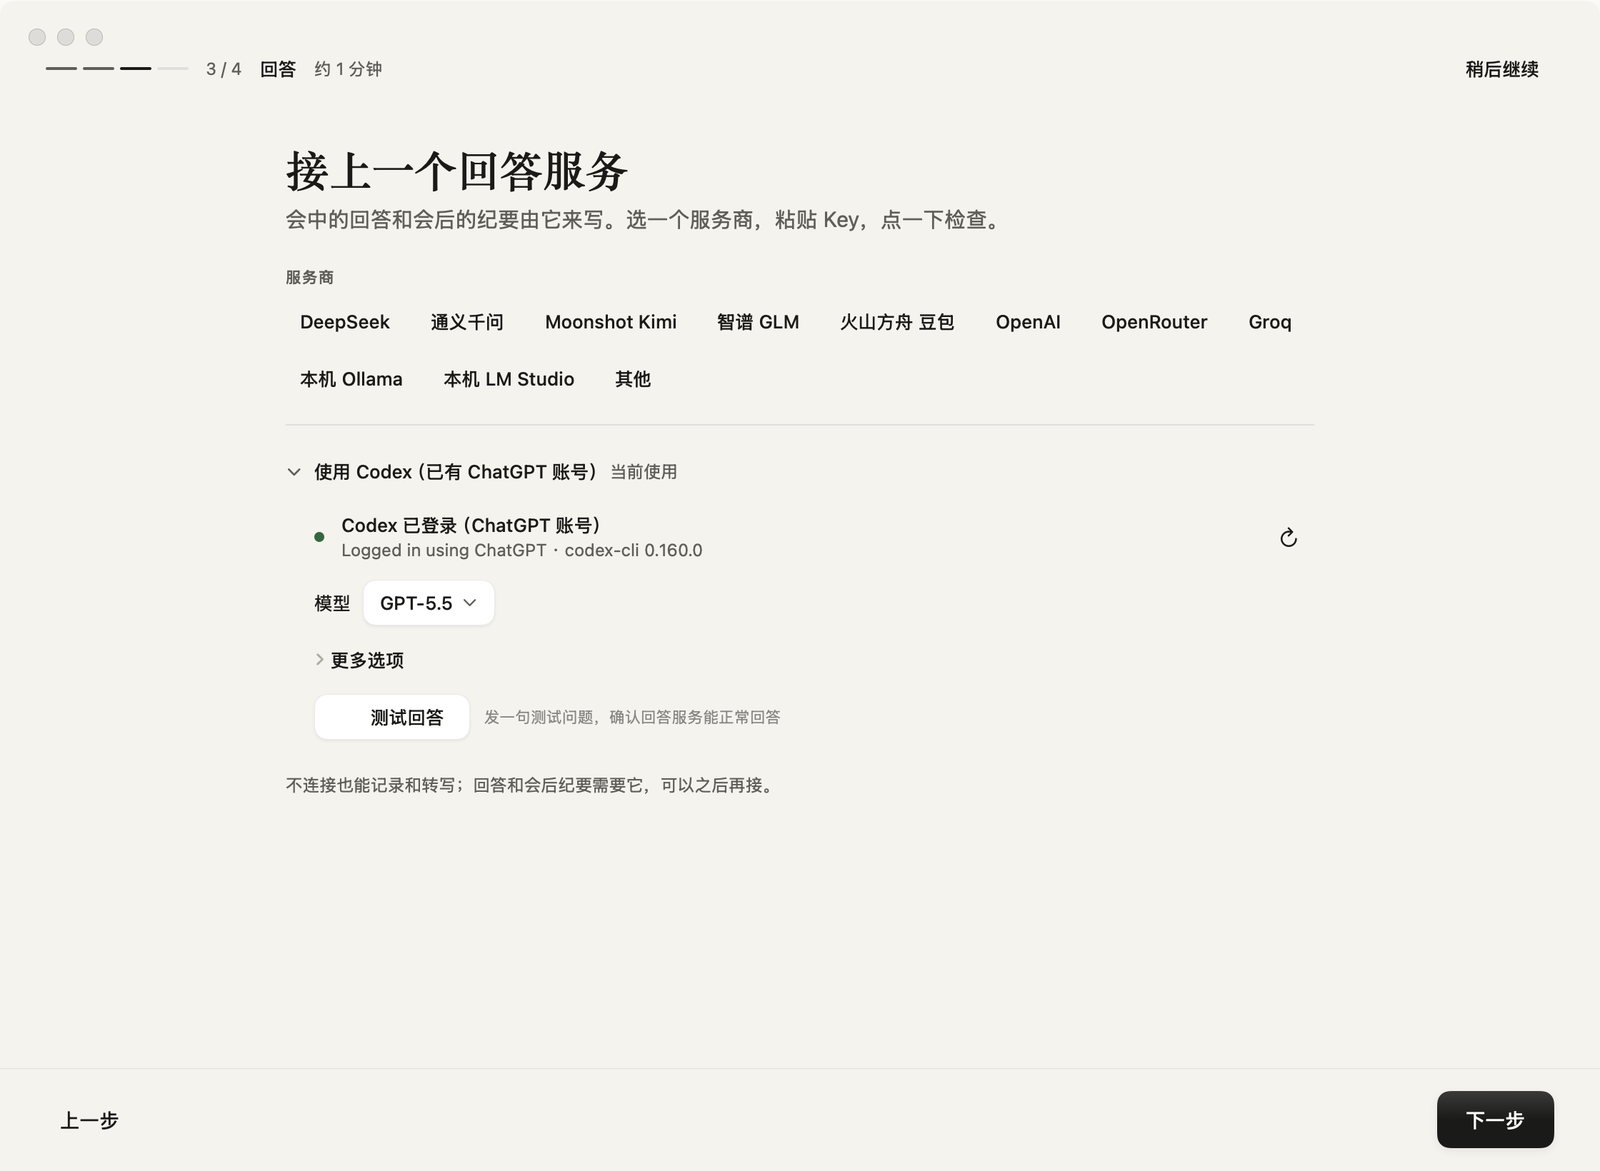 3 / 4 回答 约 1 分钟
稍后继续
接上一个回答服务
会中的回答和会后的纪要由它来写。选一个服务商，粘贴 Key，点一下检查。
服务商
DeepSeek 通义千问 Moonshot Kimi 智谱 GLM 火山方舟 豆包 OpenAI OpenRouter Groq
本机 Ollama 本机 LM Studio 其他
使用 Codex（已有 ChatGPT 账号） 当前使用
Codex 已登录（ChatGPT 账号）
Logged in using ChatGPT · codex-cli 0.160.0
模型 GPT-5.5
更多选项
测试回答 发一句测试问题，确认回答服务能正常回答
不连接也能记录和转写；回答和会后纪要需要它，可以之后再接。
上一步
下一步